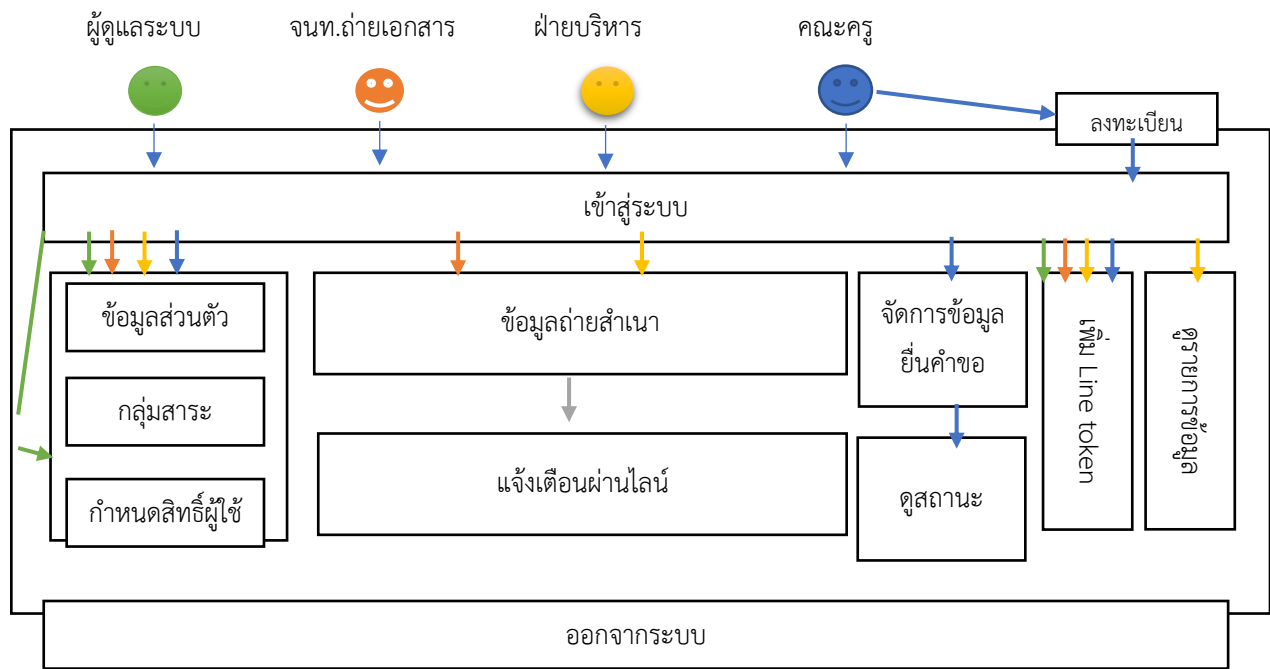 ผู้ดูแลระบบ
จนท.ถ่ายเอกสาร
ฝ่ายบริหาร
คณะครู
ลงทะเบียน
เข้าสู่ระบบ
ข้อมูลส่วนตัว
กลุ่มสาระ
กำหนดสิทธิ์ผู้ใช้
ข้อมูลถ่ายสำเนา
แจ้งเตือนผ่านไลน์
จัดการข้อมูล
ยื่นคำขอ
ดูสถานะ
เพิ่ม Line token
ดูรายการข้อมูล
ออกจากระบบ